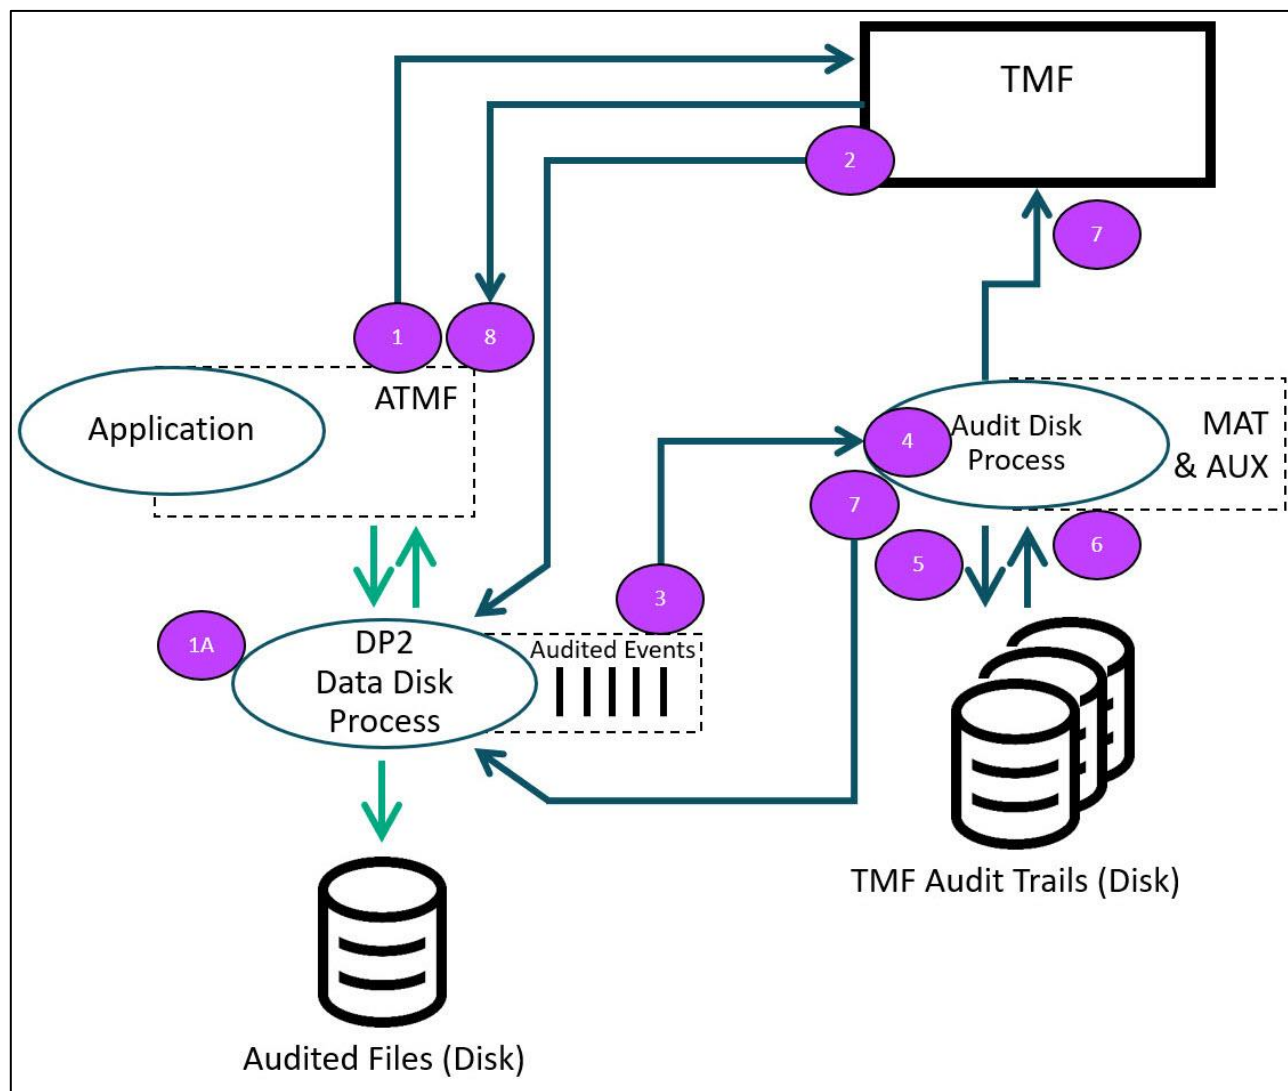 TMF
2
7
1
8
ATMF
Application
4
Audit Disk
Process
MAT
& AUX
7
5
6
3
1A
DP2
Data Disk
Process
Audited Events
TMF Audit Trails (Disk)
Audited Files (Disk)